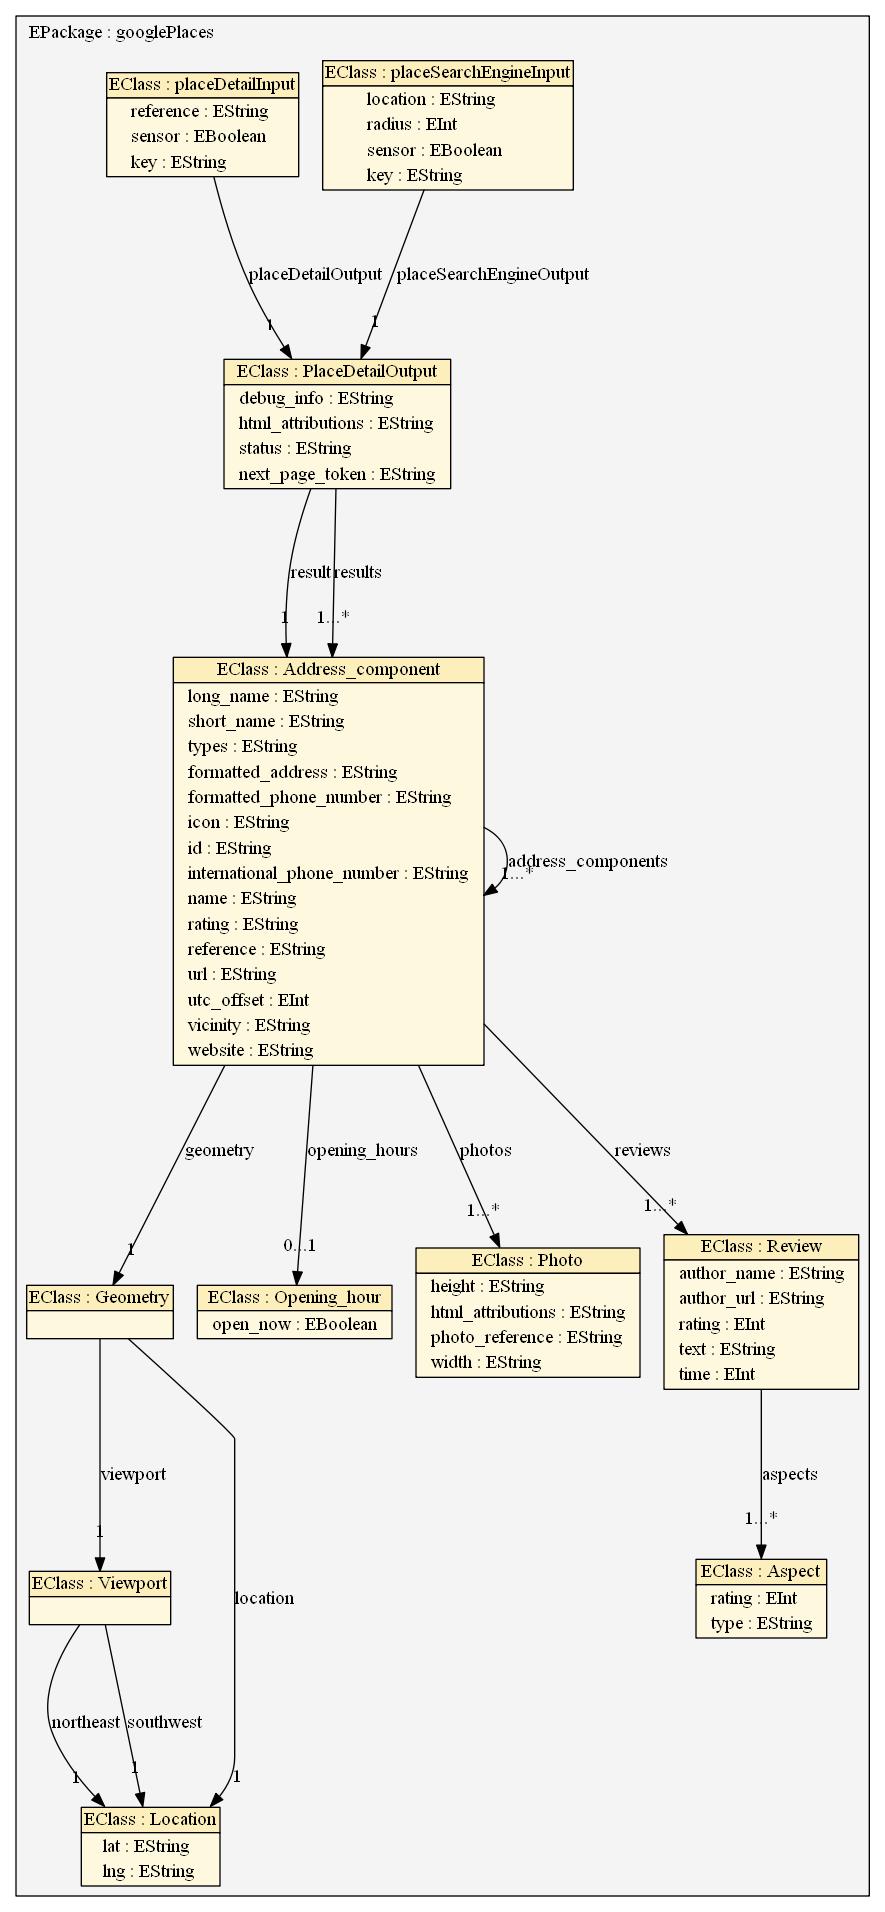 EPackage : googlePlaces
EClass : placeDetailInput
reference : EString
sensor : EBoolean
key : EString
EClass : placeSearchEngineInput
location : EString
radius : EInt
sensor : EBoolean
key : EString
placeDetailOutput
placeSearchEngineOutput
1
1
EClass : PlaceDetailOutput
debug_info : EString
html_attributions : EString
status : EString
next_page_token : EString
result
results
1
1...*
EClass : Address_component
long_name : EString
short_name : EString
types : EString
formatted_address : EString
formatted_phone_number : EString
icon : EString
id : EString
international_phone_number : EString
name : EString
rating : EString
reference : EString
url : EString
utc_offset : EInt
vicinity : EString
website : EString
address_components
1...*
geometry
opening_hours
photos
reviews
1
0...1
1...*
1...*
EClass : Geometry
EClass : Opening_hour
open_now : EBoolean
EClass : Photo
height : EString
html_attributions : EString
photo_reference : EString
width : EString
EClass : Review
author_name : EString
author_url : EString
rating : EInt
text : EString
time : EInt
viewport
aspects
1
1...*
EClass : Viewport
location
EClass : Aspect
rating : EInt
type : EString
northeast
southwest
1
1
1
EClass : Location
lat : EString
lng : EString